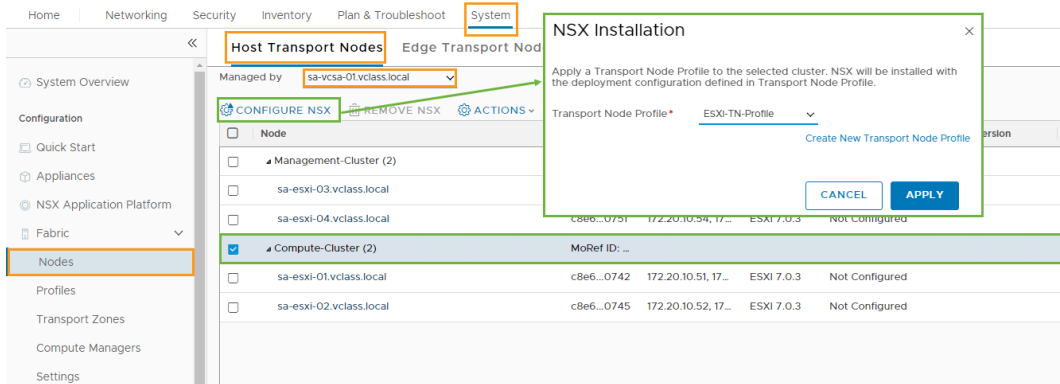 Home Networking Security Inventory Plan & Troubleshoot System
Host Transport Nodes Edge Transport Nod
Managed by sa-vcsa-01.vclass.local
CONFIGURE NSX REMOVE NSX ACTIONS
System Overview
Configuration
Quick Start
Appliances
NSX Application Platform
Fabric
Nodes
Profiles
Transport Zones
Compute Managers
Settings
Node ersion
Management-Cluster (2)
sa-esxi-03.vclass.local
sa-esxi-04.vclass.local c8e6...0751 172.20.10.54, 17... ESXI 7.0.3 Not Configured
Compute-Cluster (2) MoRef ID: ...
sa-esxi-01.vclass.local c8e6...0742 172.20.10.51, 17... ESXI 7.0.3 Not Configured
sa-esxi-02.vclass.local c8e6...0745 172.20.10.52, 17... ESXI 7.0.3 Not Configured
NSX Installation
Apply a Transport Node Profile to the selected cluster. NSX will be installed with
the deployment configuration defined in Transport Node Profile.
Transport Node Profile* ESXI-TN-Profile
Create New Transport Node Profile
CANCEL APPLY